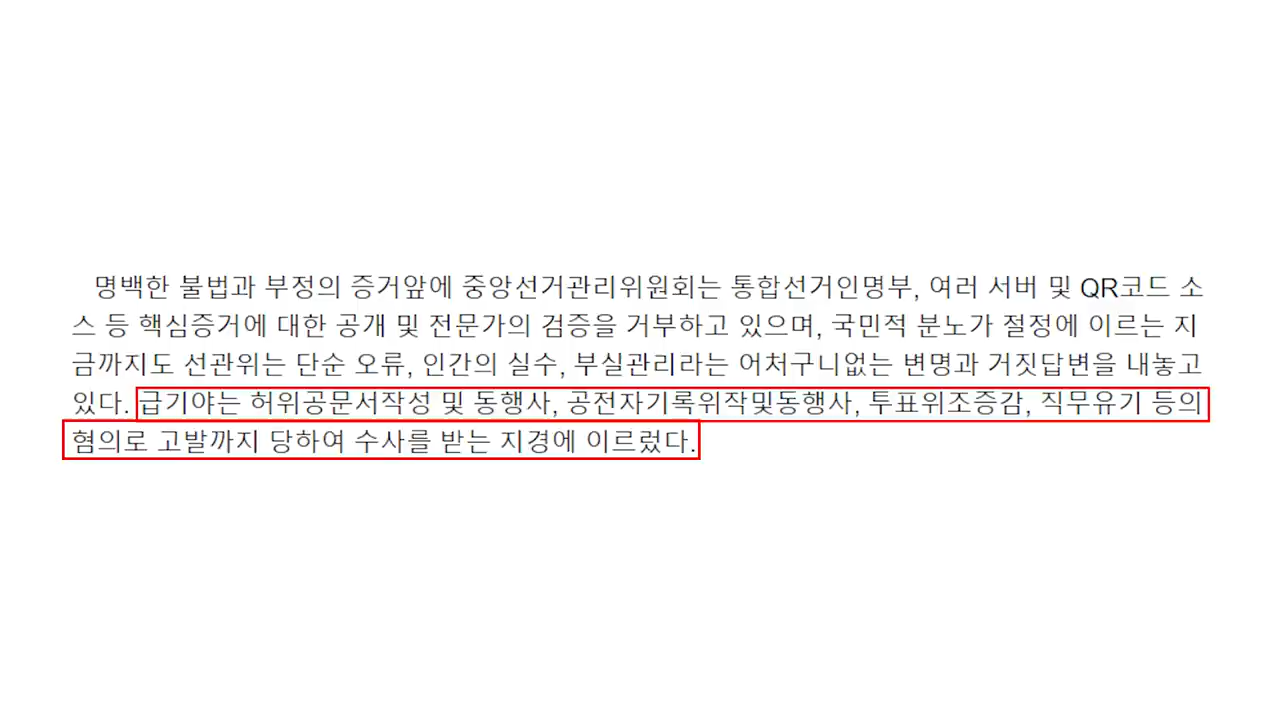 명백한 불법과 부정의 증거앞에 중앙선거관리위원회는 통합선거인명부, 여러 서버 및 QR코드 소
스 등 핵심증거에 대한 공개 및 전문가의 검증을 거부하고 있으며, 국민적 분노가 절정에 이르는 지
금까지도 선관위는 단순 오류, 인간의 실수, 부실관리라는 어처구니없는 변명과 거짓답변을 내놓고
있다. 급기야는 허위공문서작성 및 동행사, 공전자기록위작및동행사, 투표위조증감, 직무유기 등의
혐의로 고발까지 당하여 수사를 받는 지경에 이르렀다.